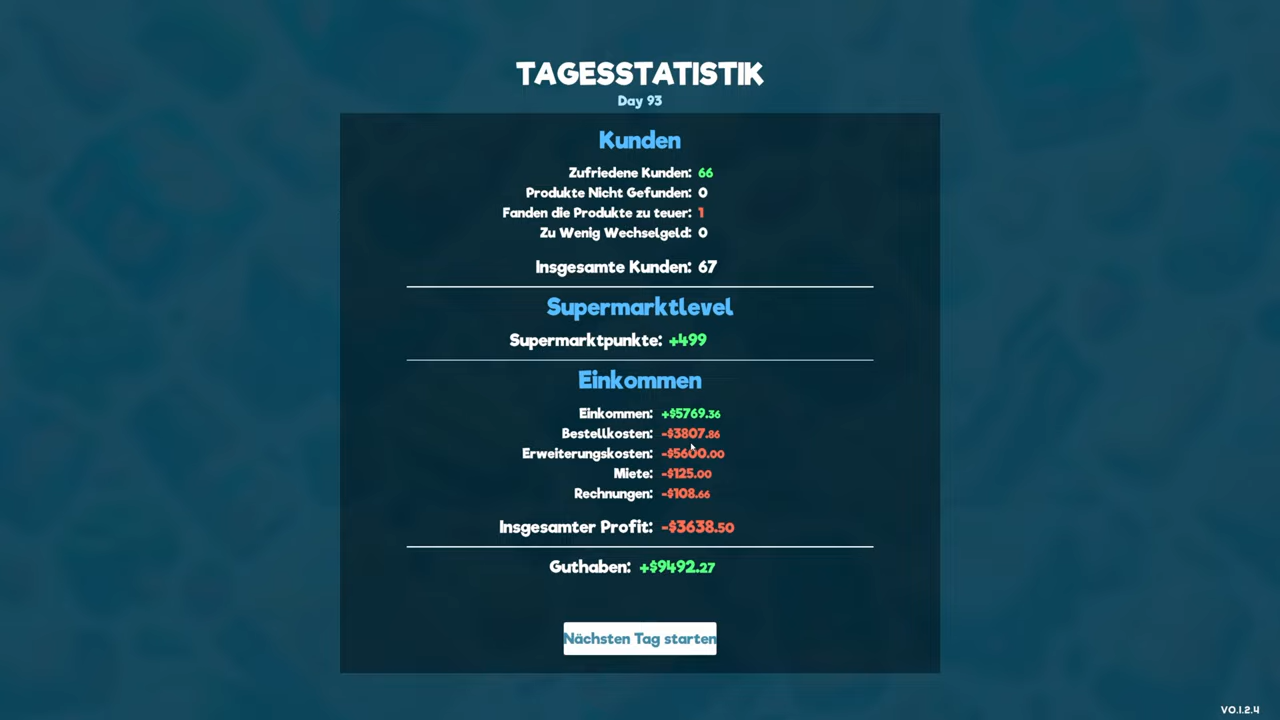 TAGESSTATISTIK
Day 93
Kunden
Zufriedene Kunden: 66
Produkte Nicht Gefunden: 0
Fanden die Produkte zu teuer: 1
Zu Wenig Wechselgeld: 0
Insgesamte Kunden: 67
Supermarktlevel
Supermarktpunkte: +499
Einkommen
Einkommen: +$5769.36
Bestellkosten: -$3807.86
Erweiterungskosten: -$5600.00
Miete: -$125.00
Rechnungen: -$108.66
Insgesamter Profit: -$3638.50
Guthaben: +$9492.27
Nächsten Tag starten
V0.1.2.4